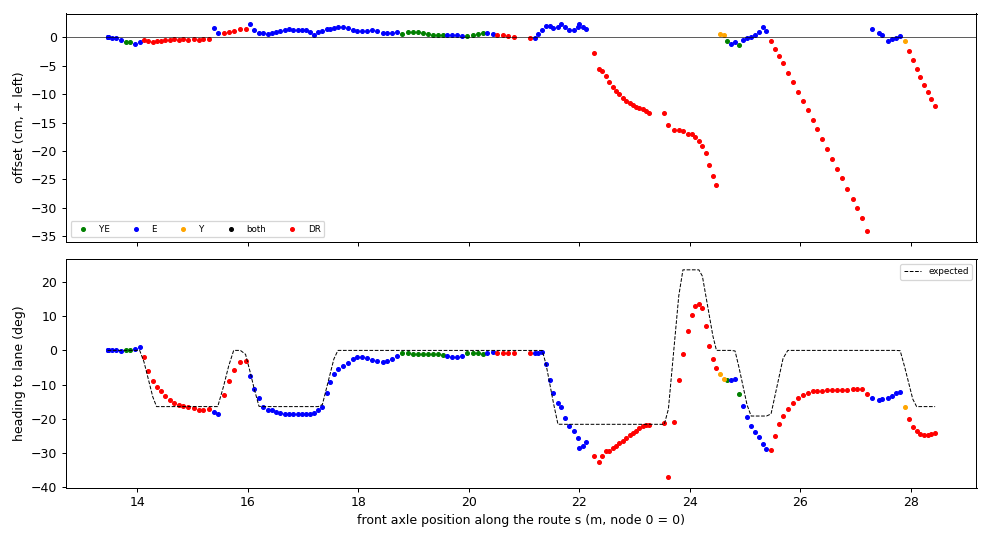 0
−5
−10
−15
−20
−25
−30
−35
offset (cm, + left)
YE E Y both DR
20
10
0
−10
−20
−30
−40
heading to lane (deg)
expected
14 16 18 20 22 24 26 28
front axle position along the route s (m, node 0 = 0)